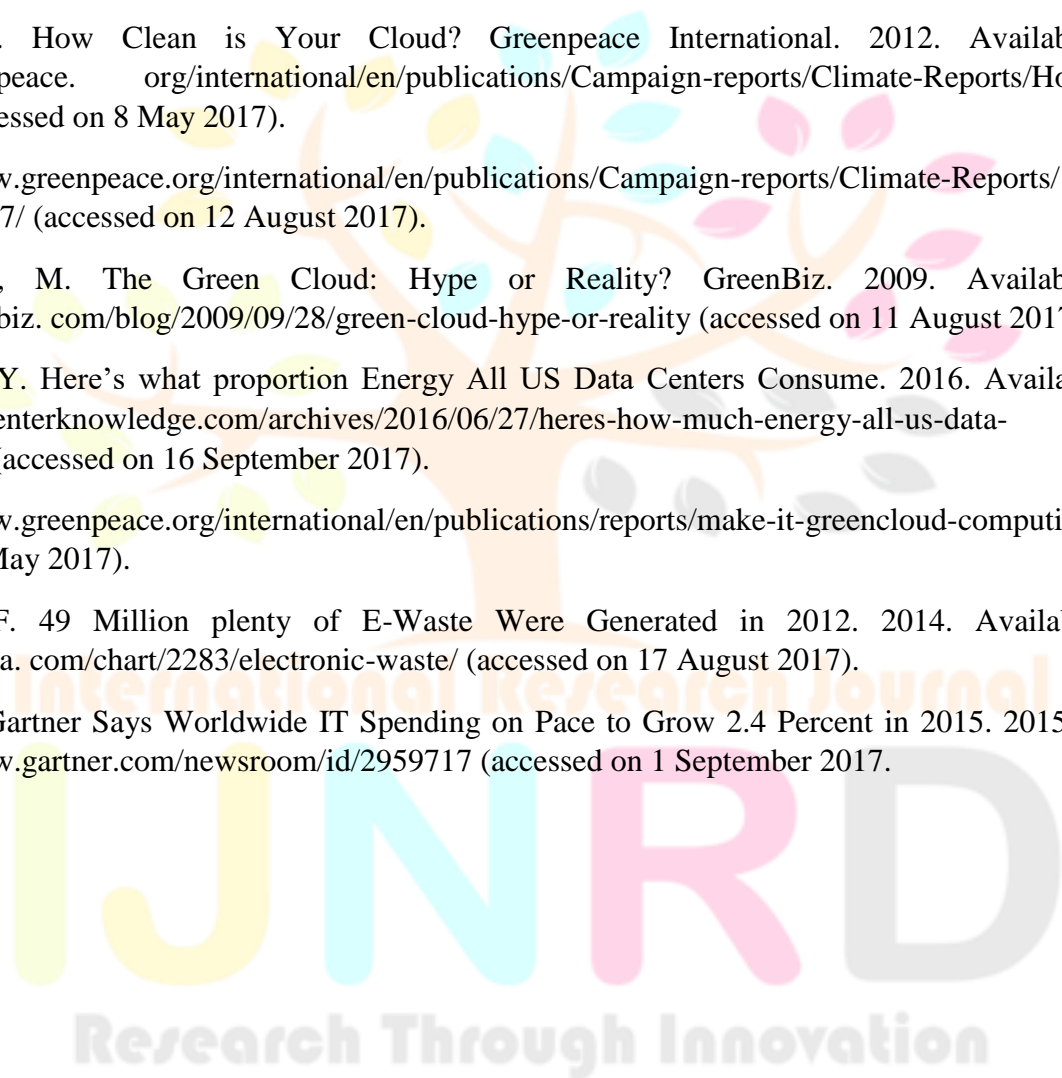 . How Clean is Your Cloud? Greenpeace International. 2012. Availab
peace. org/international/en/publications/Campaign-reports/Climate-Reports/Ho
essed on 8 May 2017).
w.greenpeace.org/international/en/publications/Campaign-reports/Climate-Reports/
7/ (accessed on 12 August 2017).
, M. The Green Cloud: Hype or Reality? GreenBiz. 2009. Availab
biz. com/blog/2009/09/28/green-cloud-hype-or-reality (accessed on 11 August 2017
Y. Here’s what proportion Energy All US Data Centers Consume. 2016. Availa
enterknowledge.com/archives/2016/06/27/heres-how-much-energy-all-us-data-
(accessed on 16 September 2017).
w.greenpeace.org/international/en/publications/reports/make-it-greencloud-computi
May 2017).
F. 49 Million plenty of E-Waste Were Generated in 2012. 2014. Availa
a. com/chart/2283/electronic-waste/ (accessed on 17 August 2017).
International Research Journal
Gartner Says Worldwide IT Spending on Pace to Grow 2.4 Percent in 2015. 2015
w.gartner.com/newsroom/id/2959717 (accessed on 1 September 2017.
IJNRD
Research Through Innovation